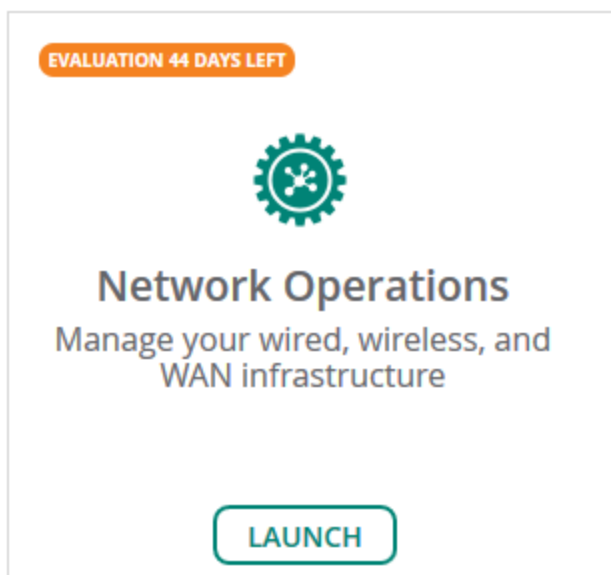 EVALUATION 44 DAYS LEFT
Network Operations
Manage your wired, wireless, and
WAN infrastructure
LAUNCH